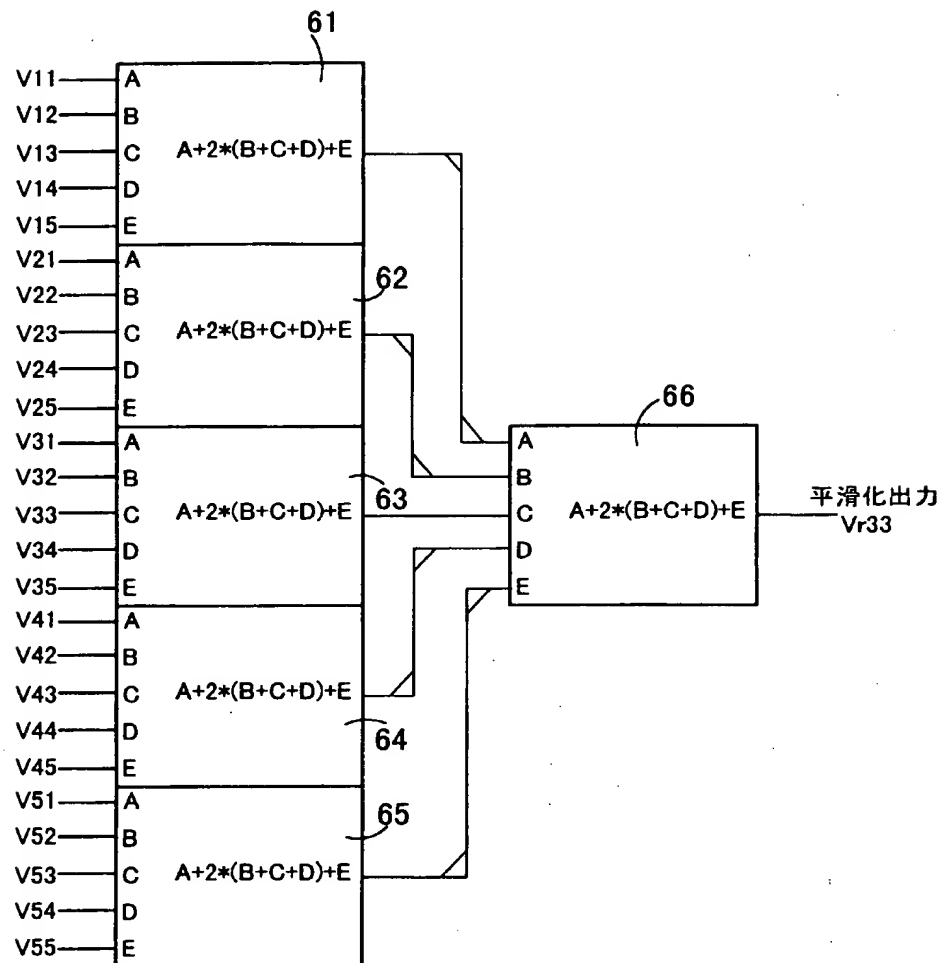 61
V11 A
V12 B
V13 C A+2*(B+C+D)+E
V14 D
V15 E
V21 A
62
V22 B
V23 C A+2*(B+C+D)+E
V24 D
V25 E
V31 A
V32 B
63
V33 C A+2*(B+C+D)+E
V34 D
V35 E
V41 A
V42 B
V43 C A+2*(B+C+D)+E
V44 D
64
V45 E
V51 A
65
V52 B
V53 C A+2*(B+C+D)+E
V54 D
V55 E
66
A
B
C A+2*(B+C+D)+E
D
E
平滑化出力
Vr33